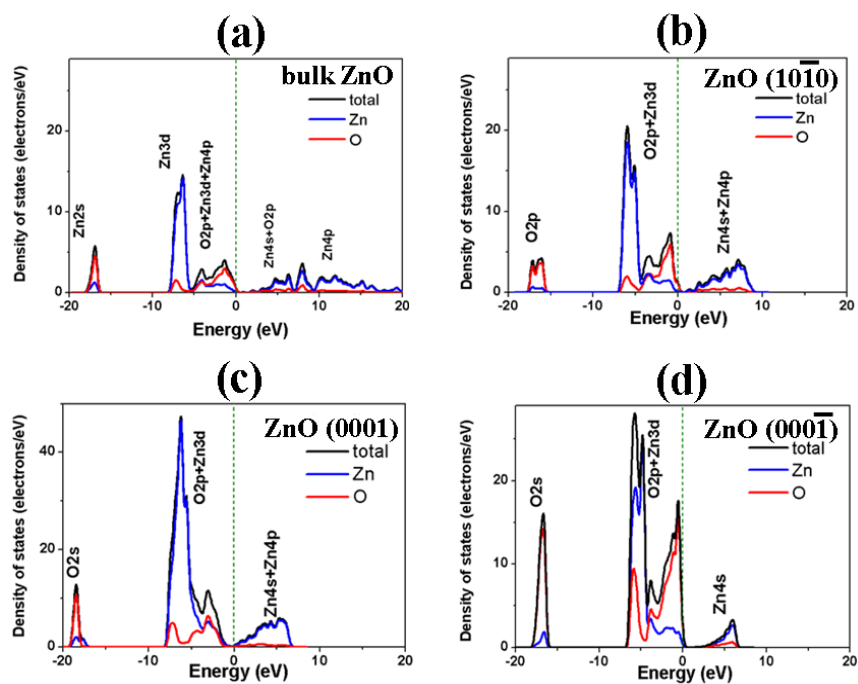 (a)
bulk ZnO
total
Zn
O
Zn2s
Zn3d
O2p+Zn3d+Zn4p
Zn4s+O2p
Zn4p
Density of states (electrons/eV)
20
10
0
-20
-10
0
10
20
Energy (eV)
(b)
ZnO (101̅0)
total
Zn
O
O2p
O2p+Zn3d
Zn4s+Zn4p
Density of states (electrons/eV)
20
10
0
-20
-10
0
10
20
Energy (eV)
(c)
ZnO (0001)
total
Zn
O
O2s
O2p+Zn3d
Zn4s+Zn4p
Density of states (electrons/eV)
40
20
0
-20
-10
0
10
20
Energy (eV)
(d)
ZnO (0001̅)
total
Zn
O
O2s
O2p+Zn3d
Zn4s
Density of states (electrons/eV)
20
10
0
-20
-10
0
10
20
Energy (eV)